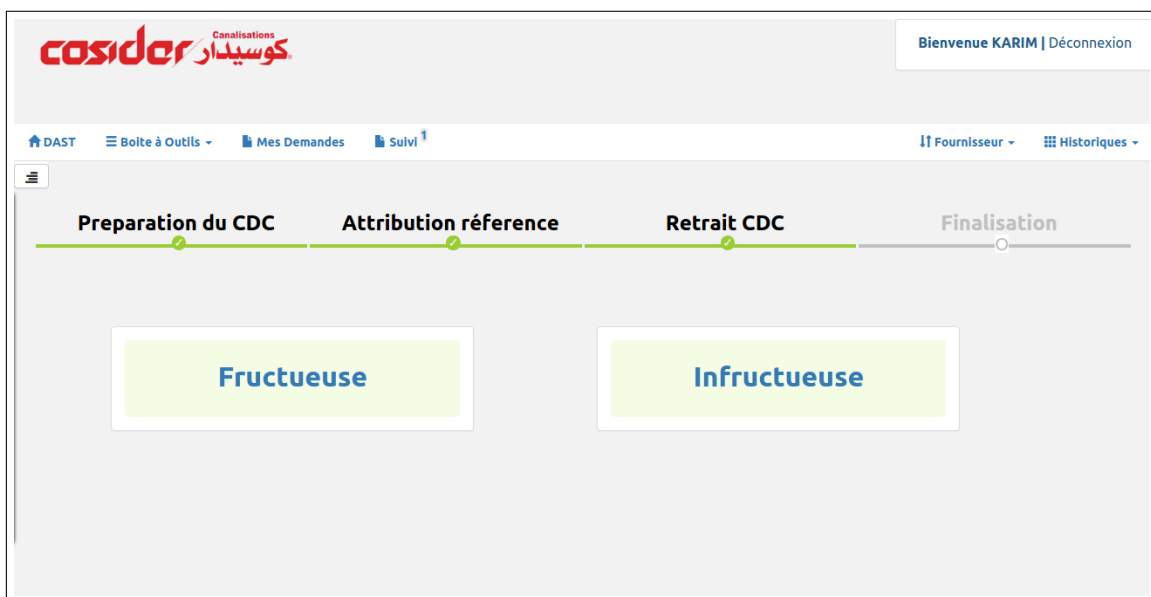 Canalisations
cosider كوسيدار
Bienvenue KARIM | Déconnexion
DAST Boite à Outils Mes Demandes Suivi 1 Fournisseur Historiques
Preparation du CDC Attribution réference Retrait CDC Finalisation
Fructueuse Infructueuse